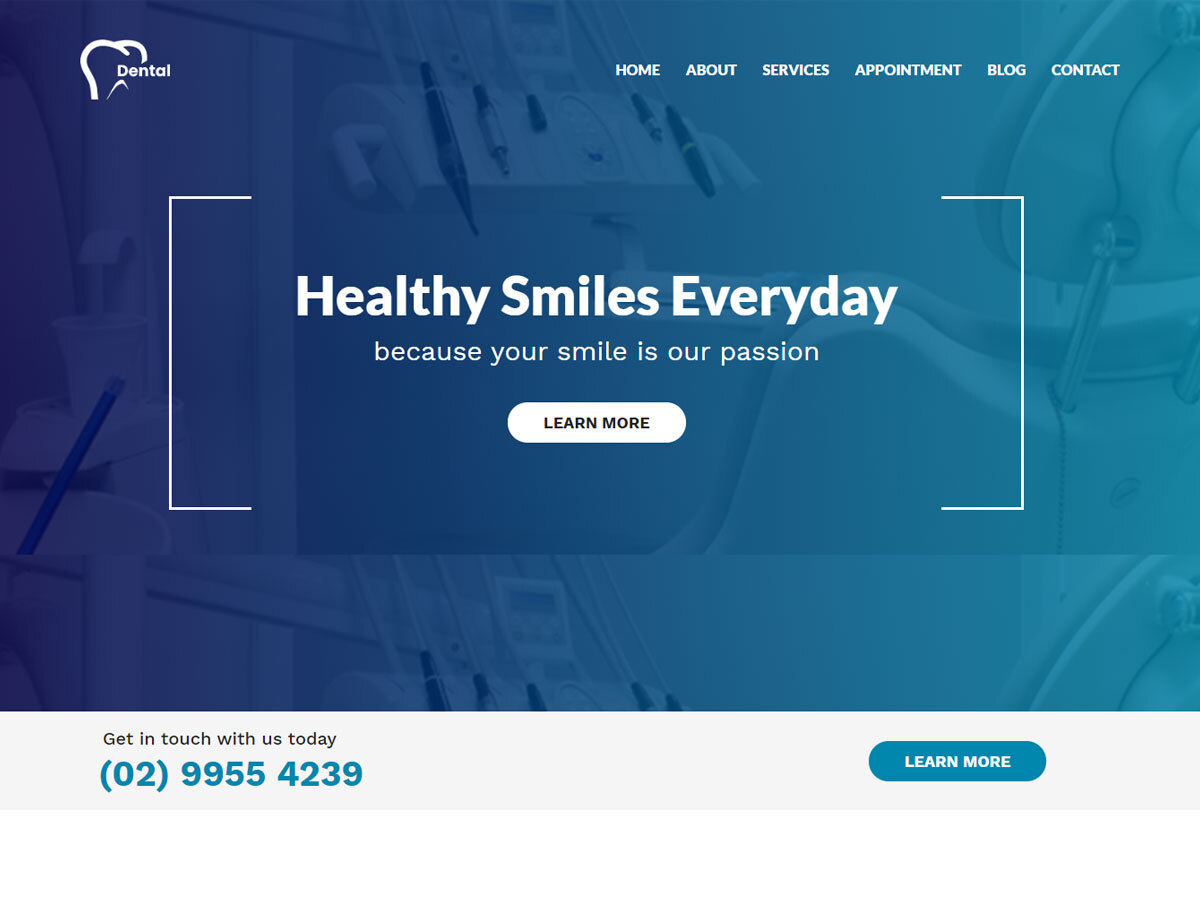 Dental
HOME ABOUT SERVICES APPOINTMENT BLOG CONTACT
Healthy Smiles Everyday
because your smile is our passion
LEARN MORE
Get in touch with us today
(02) 9955 4239
LEARN MORE